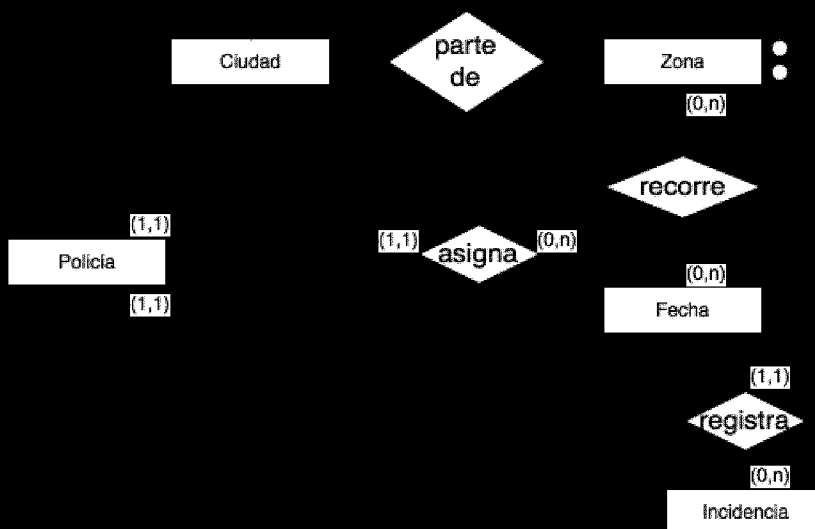 Ciudad
parte
de
Zona
(0,n)
recorre
(1,1)
(1,1)
asigna
(0,n)
Policía
(0,n)
(1,1)
Fecha
(1,1)
registra
(0,n)
Incidencia